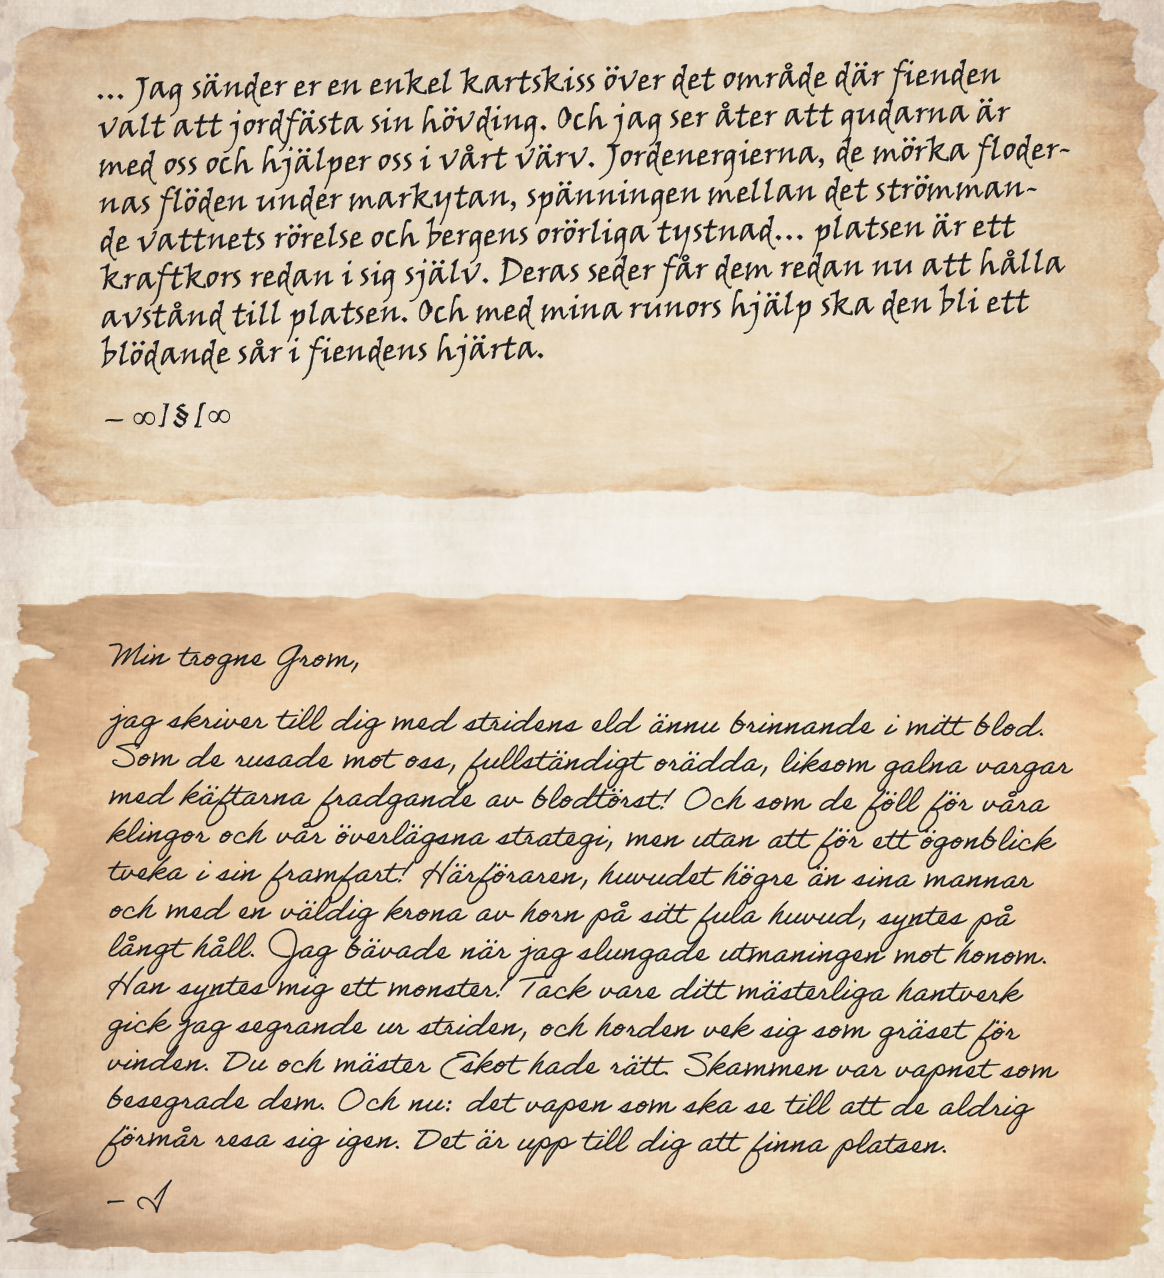 ... Jag sänder er en enkel kartskiss över det område där fienden
valt att jordfästa sin hövding. Och jag ser åter att gudarna är
med oss och hjälper oss i vårt värv. Jordenergierna, de mörka floder-
nas flöden under markytan, spänningen mellan det strömman-
de vattnets rörelse och bergens orörliga tystnad... platsen är ett
kraftkors redan i sig själv. Deras seder får dem redan nu att hålla
avstånd till platsen. Och med mina runors hjälp ska den bli ett
blödande sår i fiendens hjärta.
– ∞]§[∞
Min trogne Grom,
jag skriver till dig med stridens eld ännu brinnande i mitt blod.
Som de rusade mot oss, fullständigt orädda, liksom galna vargar
med käftarna fradgande av blodtörst! Och som de föll för våra
klingor och vår överlägsna strategi, men utan att för ett ögonblick
tveka i sin framfart! Härföraren, huvudet högre än sina mannar
och med en väldig krona av horn på sitt fula huvud, syntes på
långt håll. Jag bävade när jag slungade utmaningen mot honom.
Han syntes mig ett monster! Tack vare ditt mästerliga hantverk
gick jag segrande ur striden, och horden vek sig som gräset för
vinden. Du och mäster Eskot hade rätt. Skammen var vapnet som
besegrade dem. Och nu: det vapen som ska se till att de aldrig
förmår resa sig igen. Det är upp till dig att finna platsen.
– A